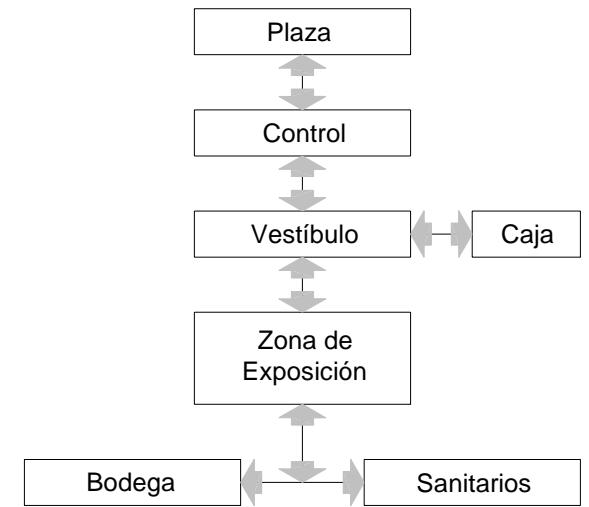 Plaza
Control
Vestíbulo
Caja
Zona de
Exposición
Bodega
Sanitarios